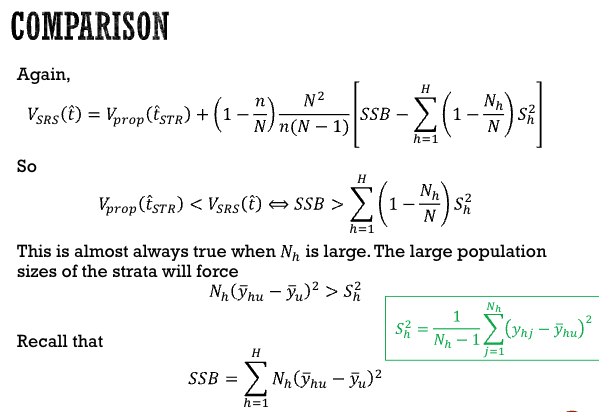 COMPARISON
Again,
$V_{SRS}(\hat{t}) = V_{prop}(\hat{t}_{STR}) + \left(1 - \frac{n}{N}\right) \frac{N^2}{n(N-1)} \left[ SSB - \sum_{h=1}^{H} \left(1 - \frac{N_h}{N}\right) S_h^2 \right]$
So
$V_{prop}(\hat{t}_{STR}) < V_{SRS}(\hat{t}) \Leftrightarrow SSB > \sum_{h=1}^{H} \left(1 - \frac{N_h}{N}\right) S_h^2$
This is almost always true when $N_h$ is large. The large population
sizes of the strata will force
$N_h(\bar{y}_{hu} - \bar{y}_u)^2 > S_h^2$
$S_h^2 = \frac{1}{N_h - 1} \sum_{j=1}^{N_h} (y_{hj} - \bar{y}_{hu})^2$
Recall that
$SSB = \sum_{h=1}^{H} N_h(\bar{y}_{hu} - \bar{y}_u)^2$